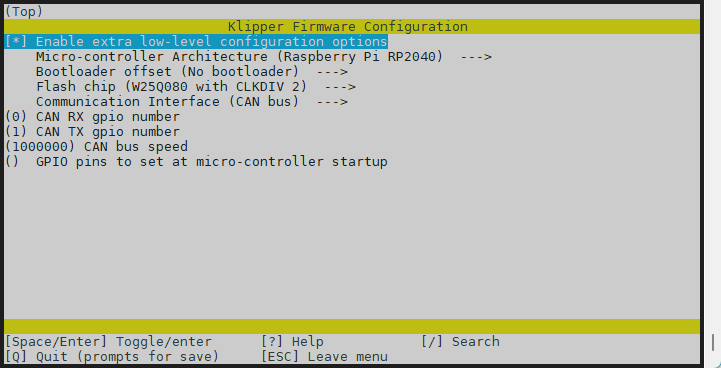 (Top)
Klipper Firmware Configuration
[*] Enable extra low-level configuration options
Micro-controller Architecture (Raspberry Pi RP2040)  --->
Bootloader offset (No bootloader)  --->
Flash chip (W25Q080 with CLKDIV 2)  --->
Communication Interface (CAN bus)  --->
(0) CAN RX gpio number
(1) CAN TX gpio number
(1000000) CAN bus speed
()  GPIO pins to set at micro-controller startup
[Space/Enter] Toggle/enter      [?] Help            [/] Search
[Q] Quit (prompts for save)     [ESC] Leave menu